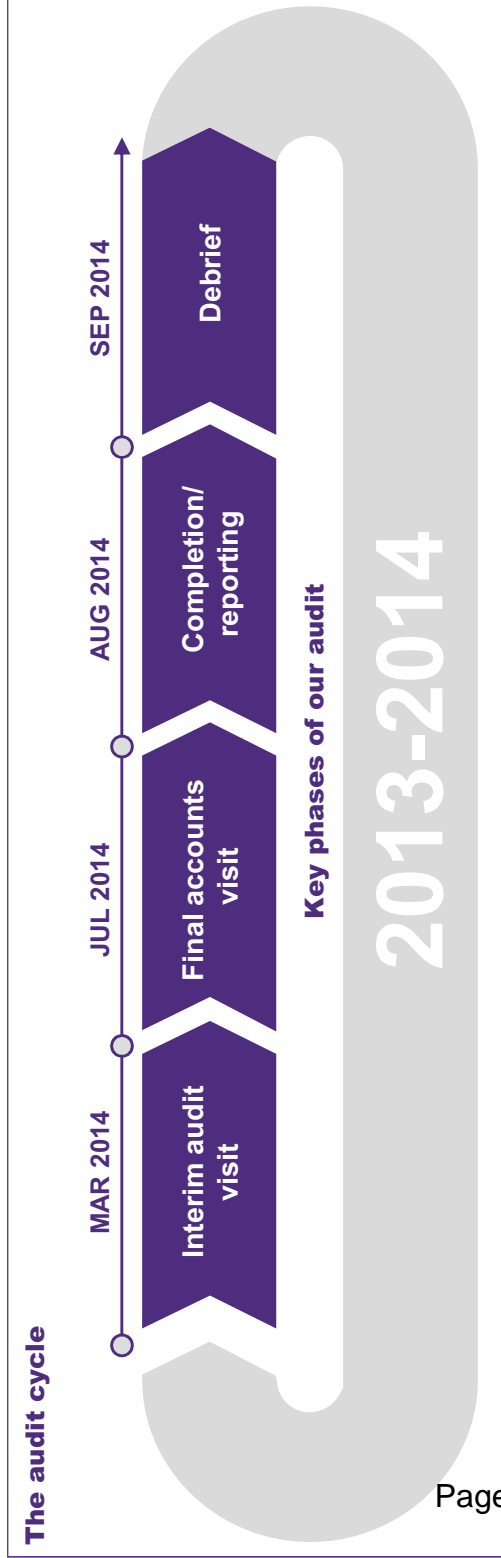 The audit cycle
MAR 2014
JUL 2014
AUG 2014
SEP 2014
Interim audit
visit
Final accounts
visit
Completion/
reporting
Debrief
Key phases of our audit
2013-2014
Page